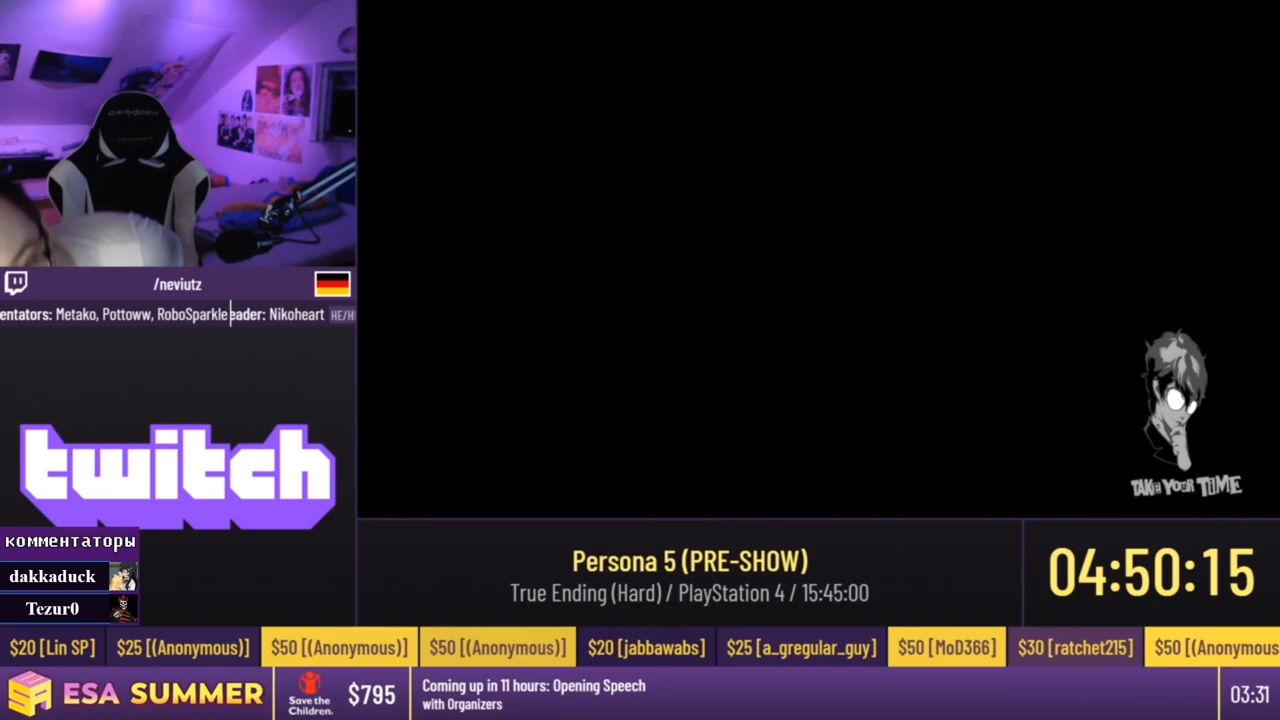 DXRACER
/neviutz
entators: Metako, Pottoww, RoboSparkle
eader: Nikoheart HE/H
twitch
комментаторы
dakkaduck
Tezur0
TAKE YOUR TIME
Persona 5 (PRE-SHOW)
True Ending (Hard) / PlayStation 4 / 15:45:00
04:50:15
$20 [Lin SP]
$25 [(Anonymous)]
$50 [(Anonymous)]
$50 [(Anonymous)]
$20 [jabbawabs]
$25 [a_gregular_guy]
$50 [MoD366]
$30 [ratchet215]
$50 [(Anonymous
ESA SUMMER
Save the
Children.
$795
Coming up in 11 hours: Opening Speech
with Organizers
03:31